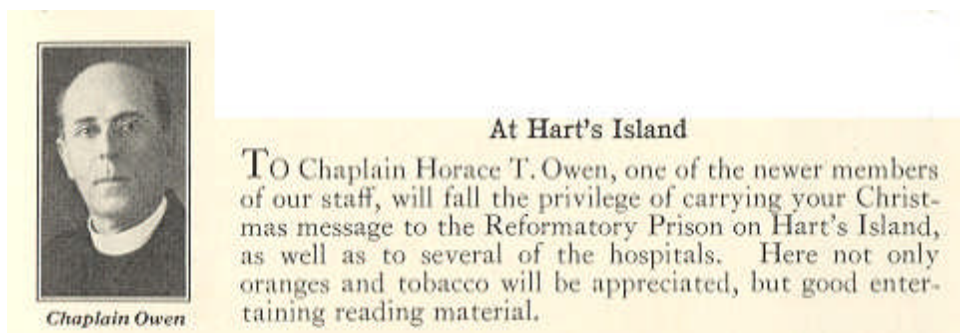 At Hart's Island
TO Chaplain Horace T. Owen, one of the newer members
of our staff, will fall the privilege of carrying your Christ-
mas message to the Reformatory Prison on Hart's Island,
as well as to several of the hospitals. Here not only
oranges and tobacco will be appreciated, but good enter-
taining reading material.
Chaplain Owen